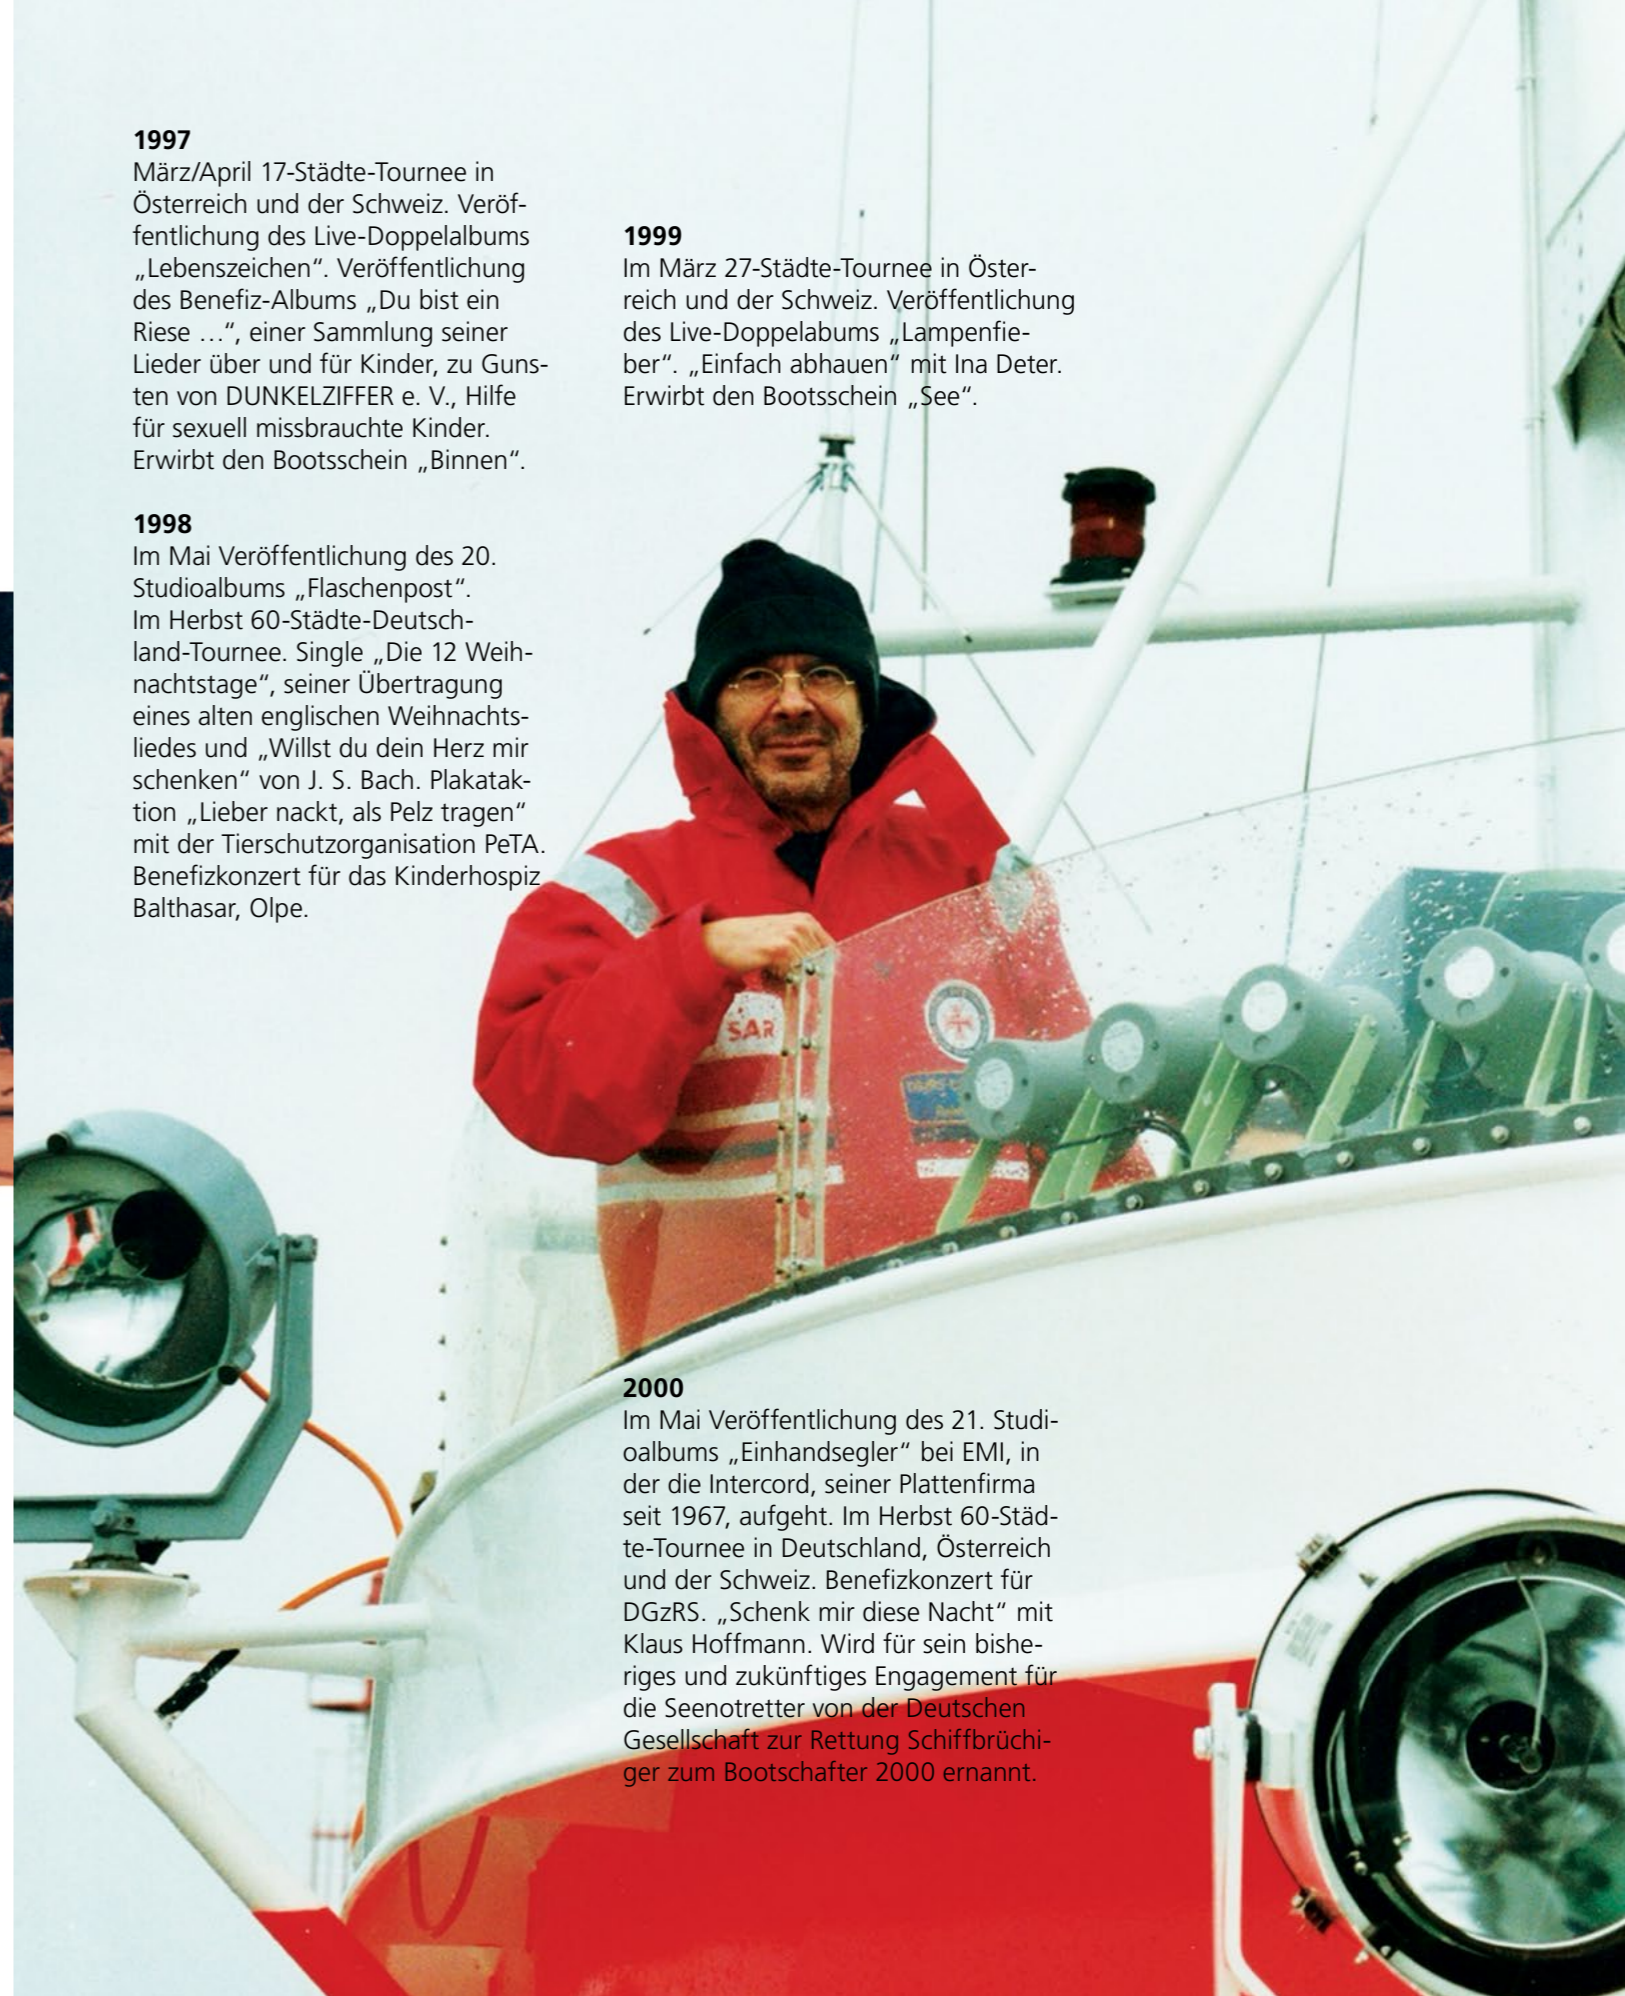 1997
März/April 17-Städte-Tournee in
Österreich und der Schweiz. Veröf-
fentlichung des Live-Doppelalbums
„Lebenszeichen“. Veröffentlichung
des Benefiz-Albums „Du bist ein
Riese …“, einer Sammlung seiner
Lieder über und für Kinder, zu Guns-
ten von DUNKELZIFFER e. V., Hilfe
für sexuell missbrauchte Kinder.
Erwirbt den Bootsschein „Binnen“.
1998
Im Mai Veröffentlichung des 20.
Studioalbums „Flaschenpost“.
Im Herbst 60-Städte-Deutsch-
land-Tournee. Single „Die 12 Weih-
nachtstage“, seiner Übertragung
eines alten englischen Weihnachts-
liedes und „Willst du dein Herz mir
schenken“ von J. S. Bach. Plakatak-
tion „Lieber nackt, als Pelz tragen“
mit der Tierschutzorganisation PeTA.
Benefizkonzert für das Kinderhospiz
Balthasar, Olpe.
1999
Im März 27-Städte-Tournee in Öster-
reich und der Schweiz. Veröffentlichung
des Live-Doppelabums „Lampenfie-
ber“. „Einfach abhauen“ mit Ina Deter.
Erwirbt den Bootsschein „See“.
SAR
2000
Im Mai Veröffentlichung des 21. Studi-
oalbums „Einhandsegler“ bei EMI, in
der die Intercord, seiner Plattenfirma
seit 1967, aufgeht. Im Herbst 60-Städ-
te-Tournee in Deutschland, Österreich
und der Schweiz. Benefizkonzert für
DGzRS. „Schenk mir diese Nacht“ mit
Klaus Hoffmann. Wird für sein bishe-
riges und zukünftiges Engagement für
die Seenotretter von der Deutschen
Gesellschaft zur Rettung Schiffbrüchi-
ger zum Bootschafter 2000 ernannt.